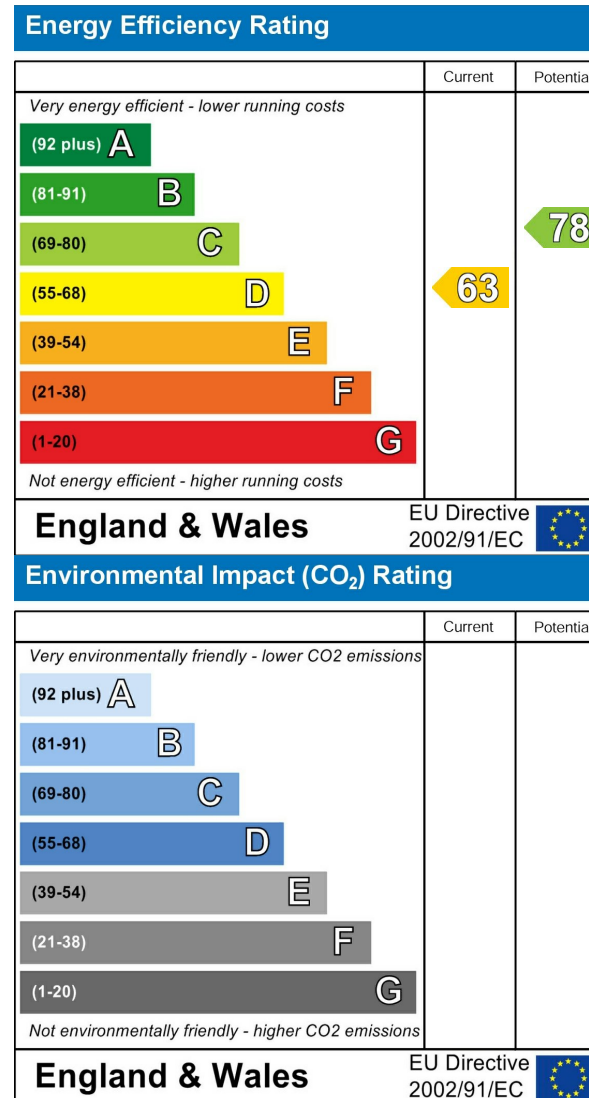 Energy Efficiency Rating
Current Potentia
Very energy efficient - lower running costs
(92 plus) A
(81-91) B
(69-80) C
78
(55-68) D
63
(39-54) E
(21-38) F
(1-20) G
Not energy efficient - higher running costs
England & Wales
EU Directive
2002/91/EC
Environmental Impact (CO₂) Rating
Current Potentia
Very environmentally friendly - lower CO2 emissions
(92 plus) A
(81-91) B
(69-80) C
(55-68) D
(39-54) E
(21-38) F
(1-20) G
Not environmentally friendly - higher CO2 emissions
England & Wales
EU Directive
2002/91/EC